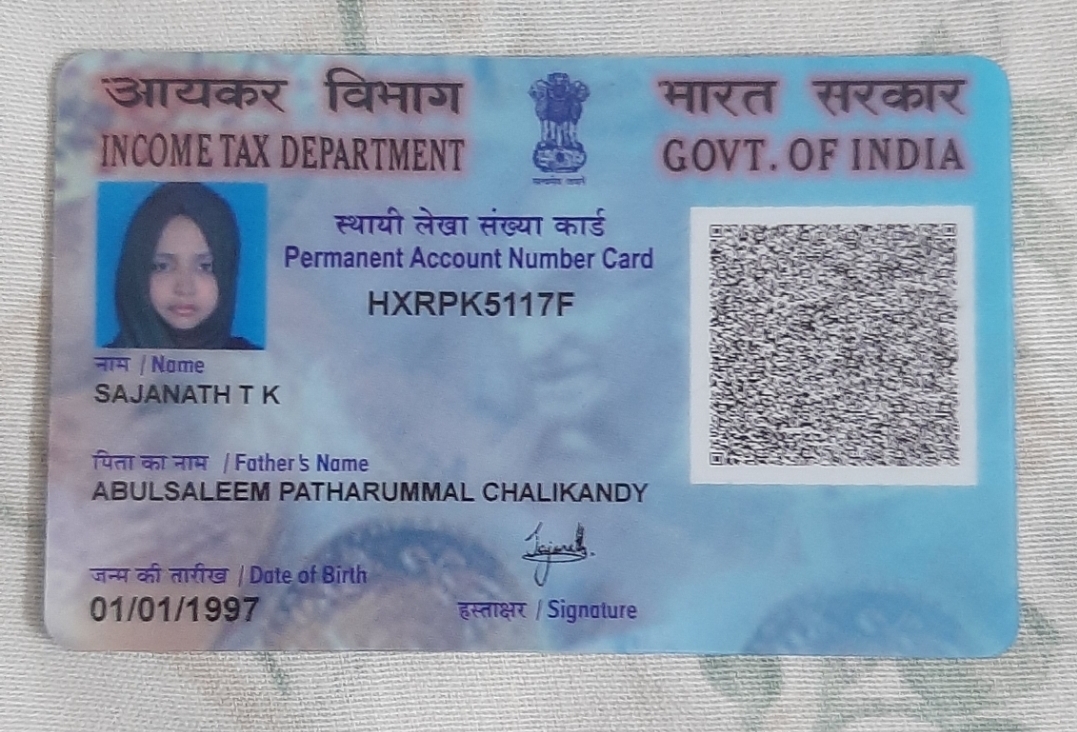 आयकर विभाग
INCOME TAX DEPARTMENT
भारत सरकार
GOVT. OF INDIA
सत्यमेव जयते
स्थायी लेखा संख्या कार्ड
Permanent Account Number Card
HXRPK5117F
नाम / Name
SAJANATH T K
पिता का नाम / Father's Name
ABULSALEEM PATHARUMMAL CHALIKANDY
जन्म की तारीख / Date of Birth
01/01/1997
हस्ताक्षर / Signature